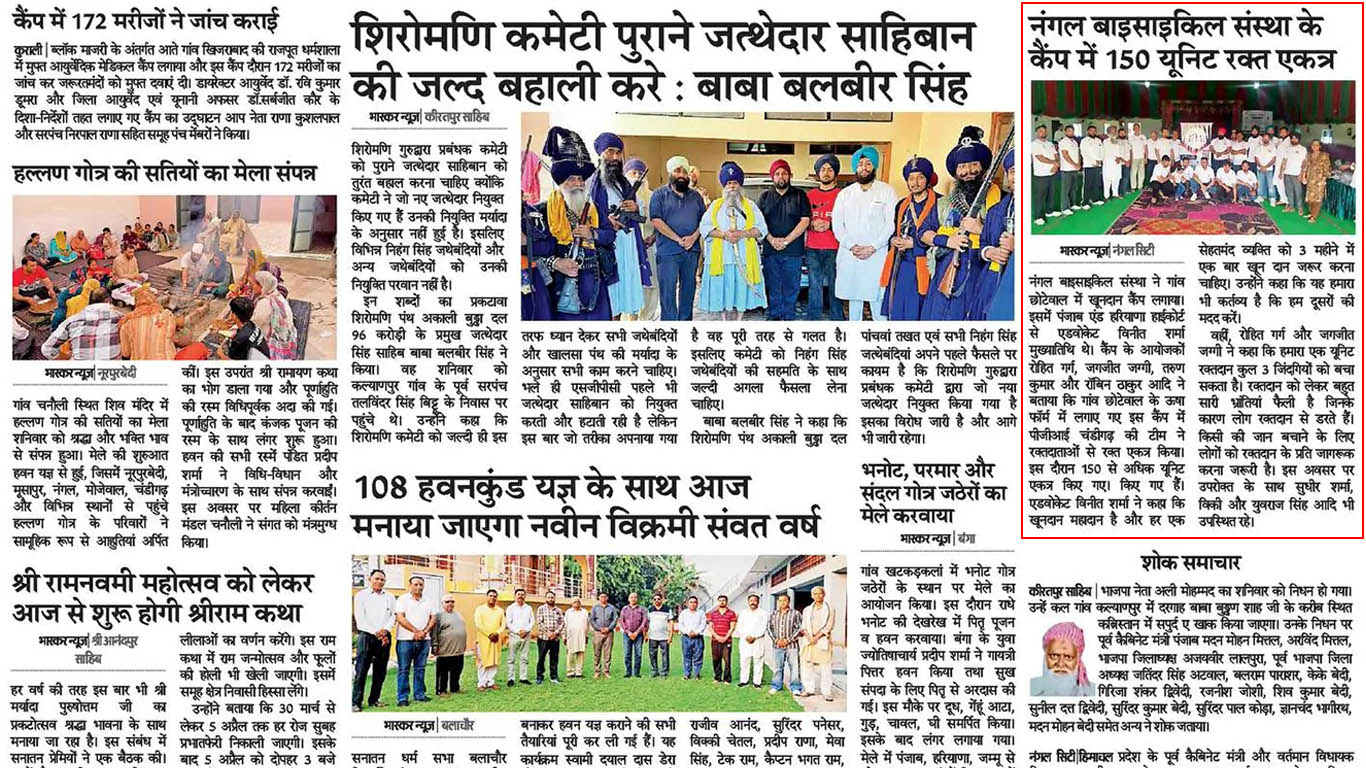 कैंप में 172 मरीजों ने जांच कराई
कुराली | ब्लॉक माजरी के अंतर्गत आते गांव खिजराबाद की राजपूत धर्मशाला
में मुफ्त आयुर्वेदिक मेडिकल कैंप लगाया और इस कैंप दौरान 172 मरीजों का
जांच कर जरूरतमंदों को मुफ्त दवाएं दी। डायरेक्टर आयुर्वेद डॉ. रवि कुमार
डूमरा और जिला आयुर्वेद एवं यूनानी अफसर डॉ.सर्बजीत कौर के
दिशा-निर्देशों तहत लगाए गए कैंप का उद्घाटन आप नेता राणा कुशलपाल
और सरपंच निरपाल राणा सहित समूह पंच मेंबरों ने किया।
हल्लण गोत्र की सतियों का मेला संपन्न
भास्कर न्यूज | नूरपुरबेदी
गांव चनौली स्थित शिव मंदिर में
हल्लण गोत्र की सतियों का मेला
शनिवार को श्रद्धा और भक्ति भाव
से संपन्न हुआ। मेले की शुरुआत
हवन यज्ञ से हुई, जिसमें नूरपुरबेदी,
मूसापुर, नंगल, मोजेवाल, चंडीगढ़
और विभिन्न स्थानों से पहुंचे
हल्लण गोत्र के परिवारों ने
सामूहिक रूप से आहुतियां अर्पित
कीं। इस उपरांत श्री रामायण कथा
का भोग डाला गया और पूर्णाहुति
की रस्म विधिपूर्वक अदा की गई।
पूर्णाहुति के बाद कंजक पूजन की
रस्म के साथ लंगर शुरू हुआ।
हवन की सभी रस्में पंडित प्रदीप
शर्मा ने विधि-विधान और
मंत्रोच्चारण के साथ संपन्न करवाईं।
इस अवसर पर महिला कीर्तन
मंडल चनौली ने संगत को मंत्रमुग्ध
किया।
श्री रामनवमी महोत्सव को लेकर
आज से शुरू होगी श्रीराम कथा
भास्कर न्यूज | श्री आनंदपुर
साहिब
हर वर्ष की तरह इस बार भी श्री
मर्यादा पुरुषोत्तम जी का
प्रकटोत्सव श्रद्धा भावना के साथ
मनाया जा रहा है। इस संबंध में
सनातन प्रेमियों ने एक बैठक की।
लीलाओं का वर्णन करेंगे। इस राम
कथा में राम जन्मोत्सव और फूलों
की होली भी खेली जाएगी। इसमें
समूह क्षेत्र निवासी हिस्सा लेंगे।
उन्होंने बताया कि 30 मार्च से
लेकर 5 अप्रैल तक हर रोज सुबह
प्रभातफेरी निकाली जाएगी। इसके
बाद 5 अप्रैल को दोपहर 3 बजे
शिरोमणि कमेटी पुराने जत्थेदार साहिबान
की जल्द बहाली करे : बाबा बलबीर सिंह
भास्कर न्यूज | कीरतपुर साहिब
शिरोमणि गुरुद्वारा प्रबंधक कमेटी
को पुराने जत्थेदार साहिबान को
तुरंत बहाल करना चाहिए क्योंकि
कमेटी ने जो नए जत्थेदार नियुक्त
किए गए हैं उनकी नियुक्ति मर्यादा
के अनुसार नहीं हुई है। इसलिए
विभिन्न निहंग सिंह जथेबंदियों और
अन्य जथेबंदियों को उनकी
नियुक्ति परवान नहीं है।
इन शब्दों का प्रकटावा
शिरोमणि पंथ अकाली बुड्ढा दल
96 करोड़ी के प्रमुख जत्थेदार
सिंह साहिब बाबा बलबीर सिंह ने
किया। वह शनिवार को
कल्याणपुर गांव के पूर्व सरपंच
तलविंदर सिंह बिट्टू के निवास पर
पहुंचे थे। उन्होंने कहा कि
शिरोमणि कमेटी को जल्दी ही इस
तरफ ध्यान देकर सभी जथेबंदियों
और खालसा पंथ की मर्यादा के
अनुसार सभी काम करने चाहिए।
भले ही एसजीपीसी पहले भी
जत्थेदार साहिबान को नियुक्त
करती और हटाती रही है लेकिन
इस बार जो तरीका अपनाया गया
है वह पूरी तरह से गलत है।
इसलिए कमेटी को निहंग सिंह
जथेबंदियों की सहमति के साथ
जल्दी अगला फैसला लेना
चाहिए।
बाबा बलबीर सिंह ने कहा कि
शिरोमणि पंथ अकाली बुड्ढा दल
पांचवा तखत एवं सभी निहंग सिंह
जत्थेबंदियां अपने पहले फैसले पर
कायम है कि शिरोमणि गुरुद्वारा
प्रबंधक कमेटी द्वारा जो नया
जत्थेदार नियुक्त किया गया है
इसका विरोध जारी है और आगे
भी जारी रहेगा।
108 हवनकुंड यज्ञ के साथ आज
मनाया जाएगा नवीन विक्रमी संवत वर्ष
भास्कर न्यूज | बलाचौर
सनातन धर्म सभा बलाचौर
बनाकर हवन यज्ञ कराने की सभी
तैयारियां पूरी कर ली गई हैं। यह
कार्यक्रम स्वामी दयाल दास डेरा
राजीव आनंद, सुरिंदर पनेसर,
विक्की चेतल, प्रदीप राणा, मेवा
सिंह, टेक राम, कैप्टन भगत राम,
भनोट, परमार और
संदल गोत्र जठेरों का
मेले करवाया
भास्कर न्यूज | बंगा
गांव खटकड़कलां में भनोट गोत्र
जठेरों के स्थान पर मेले का
आयोजन किया। इस दौरान राधे
भनोट की देखरेख में पितृ पूजन
व हवन करवाया। बंगा के युवा
ज्योतिषाचार्य प्रदीप शर्मा ने गायत्री
पित्तर हवन किया तथा सुख
संपदा के लिए पितृ से अरदास की
गई। इस मौके पर दूध, गेंहू आटा,
गुड़, चावल, घी समर्पित किया।
इसके बाद लंगर लगाया गया।
मेले में पंजाब, हरियाणा, जम्मू से
नंगल बाइसाइकिल संस्था के
कैंप में 150 यूनिट रक्त एकत्र
भास्कर न्यूज | नंगल सिटी
नंगल बाइसाइकिल संस्था ने गांव
छोटेवाल में खूनदान कैंप लगाया।
इसमें पंजाब एंड हरियाणा हाईकोर्ट
से एडवोकेट विनीत शर्मा
मुख्यातिथि थे। कैंप के आयोजकों
रोहित गर्ग, जगजीत जग्गी, तरुण
कुमार और रॉबिन ठाकुर आदि ने
बताया कि गांव छोटेवाल के ऊषा
फॉर्म में लगाए गए इस कैंप में
पीजीआई चंडीगढ़ की टीम ने
रक्तदाताओं से रक्त एकत्र किया।
इस दौरान 150 से अधिक यूनिट
एकत्र किए गए। किए गए हैं।
एडवोकेट विनीत शर्मा ने कहा कि
खूनदान महादान है और हर एक
सेहतमंद व्यक्ति को 3 महीने में
एक बार खून दान जरूर करना
चाहिए। उन्होंने कहा कि यह हमारा
भी कर्तव्य है कि हम दूसरों की
मदद करें।
वहीं, रोहित गर्ग और जगजीत
जग्गी ने कहा कि हमारा एक यूनिट
रक्तदान कुल 3 जिंदगियों को बचा
सकता है। रक्तदान को लेकर बहुत
सारी भ्रांतियां फैली है जिनके
कारण लोग रक्तदान से डरते हैं।
किसी की जान बचाने के लिए
लोगों को रक्तदान के प्रति जागरूक
करना जरूरी है। इस अवसर पर
उपरोक्त के साथ सुधीर शर्मा,
विकी और युवराज सिंह आदि भी
उपस्थित रहे।
शोक समाचार
कीरतपुर साहिब | भाजपा नेता अली मोहम्मद का शनिवार को निधन हो गया।
उन्हें कल गांव कल्याणपुर में दरगाह बाबा बुड्डण शाह जी के करीब स्थित
कब्रिस्तान में सपुर्द ए खाक किया जाएगा। उनके निधन पर
पूर्व कैबिनेट मंत्री पंजाब मदन मोहन मित्तल, अरविंद मित्तल,
भाजपा जिलाध्यक्ष अजयवीर लालपुरा, पूर्व भाजपा जिला
अध्यक्ष जतिंदर सिंह अटवाल, बलराम पाराशर, केके बेदी,
गिरिजा शंकर द्विवेदी, रजनीश जोशी, शिव कुमार बेदी,
सुनील दत्त द्विवेदी, सुरिंदर कुमार बेदी, सुरिंदर पाल कोड़ा, ज्ञानचंद भागीरथ,
मदन मोहन बेदी समेत अन्य ने शोक जताया।
नंगल सिटी|हिमाचल प्रदेश के पूर्व कैबिनेट मंत्री और वर्तमान विधायक